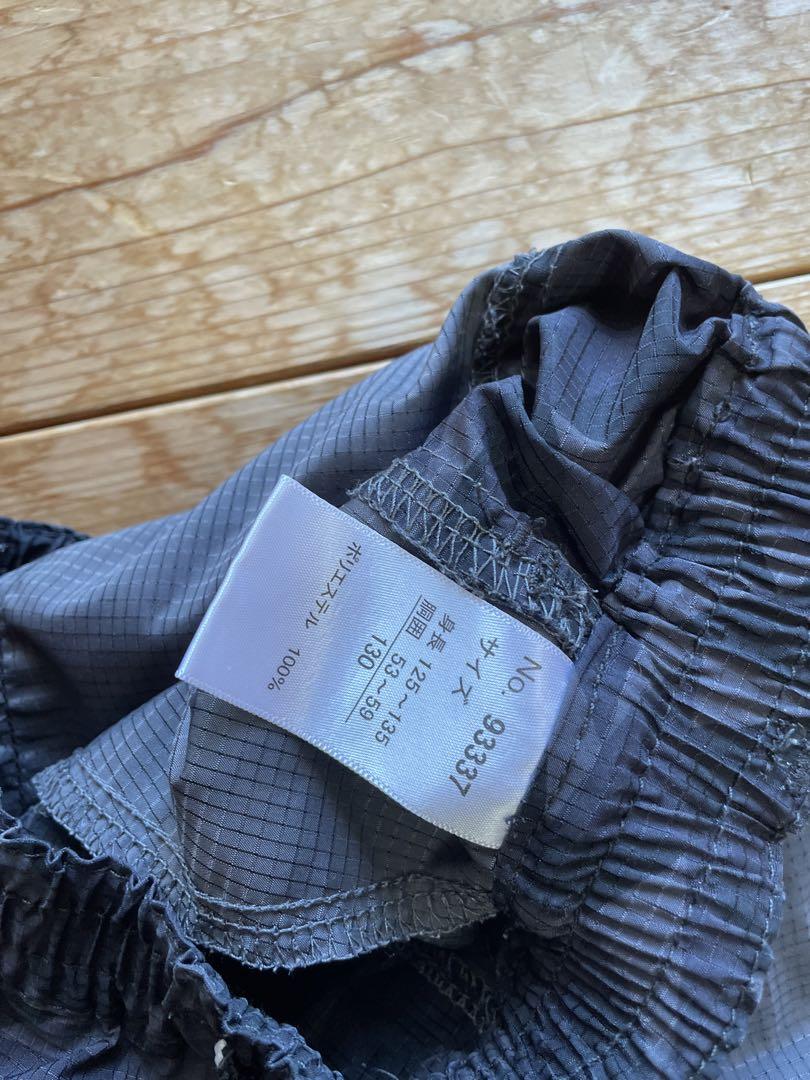 No. 93337
サイズ
身長 125~135
胴囲 53~59
130
ポリエステル 100%